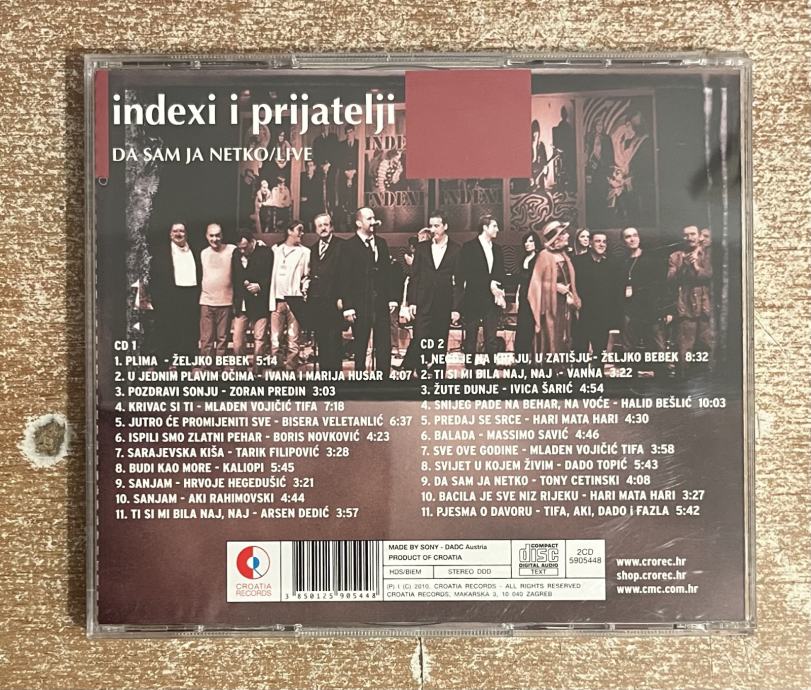 indexi i prijatelji
DA SAM JA NETKO/LIVE
INDEXI
INDEXI
INDEXI
CD 1
1. PLIMA - ŽELJKO BEBEK 5:14
2. U JEDNIM PLAVIM OČIMA - IVANA I MARIJA HUSAR 4:07
3. POZDRAVI SONJU - ZORAN PREDIN 3:03
4. KRIVAC SI TI - MLADEN VOJIČIĆ TIFA 7:18
5. JUTRO ĆE PROMIJENITI SVE - BISERA VELETANLIĆ 6:37
6. ISPILI SMO ZLATNI PEHAR - BORIS NOVKOVIĆ 4:23
7. SARAJEVSKA KIŠA - TARIK FILIPOVIĆ 3:28
8. BUDI KAO MORE - KALIOPI 5:45
9. SANJAM - HRVOJE HEGEDUŠIĆ 3:21
10. SANJAM - AKI RAHIMOVSKI 4:44
11. TI SI MI BILA NAJ, NAJ - ARSEN DEDIĆ 3:57
CD 2
1. NEGDJE NA KRAJU, U ZATIŠJU - ŽELJKO BEBEK 8:32
2. TI SI MI BILA NAJ, NAJ - VANNA 3:22
3. ŽUTE DUNJE - IVICA ŠARIĆ 4:54
4. SNIJEG PADE NA BEHAR, NA VOĆE - HALID BEŠLIĆ 10:03
5. PREDAJ SE SRCE - HARI MATA HARI 4:30
6. BALADA - MASSIMO SAVIĆ 4:46
7. SVE OVE GODINE - MLADEN VOJIČIĆ TIFA 3:58
8. SVIJET U KOJEM ŽIVIM - DADO TOPIĆ 5:43
9. DA SAM JA NETKO - TONY CETINSKI 4:08
10. BACILA JE SVE NIZ RIJEKU - HARI MATA HARI 3:27
11. PJESMA O DAVORU - TIFA, AKI, DADO i FAZLA 5:42
CROATIA
RECORDS
3 850125 905448
MADE BY SONY - DADC Austria
PRODUCT OF CROATIA
HDS/BIEM
STEREO DDD
(P) I (C) 2010. CROATIA RECORDS - ALL RIGHTS RESERVED
CROATIA RECORDS, MAKARSKA 3, 10 040 ZAGREB
COMPACT
disc
DIGITAL AUDIO
TEXT
2CD
5905448
www.crorec.hr
shop.crorec.hr
www.cmc.com.hr